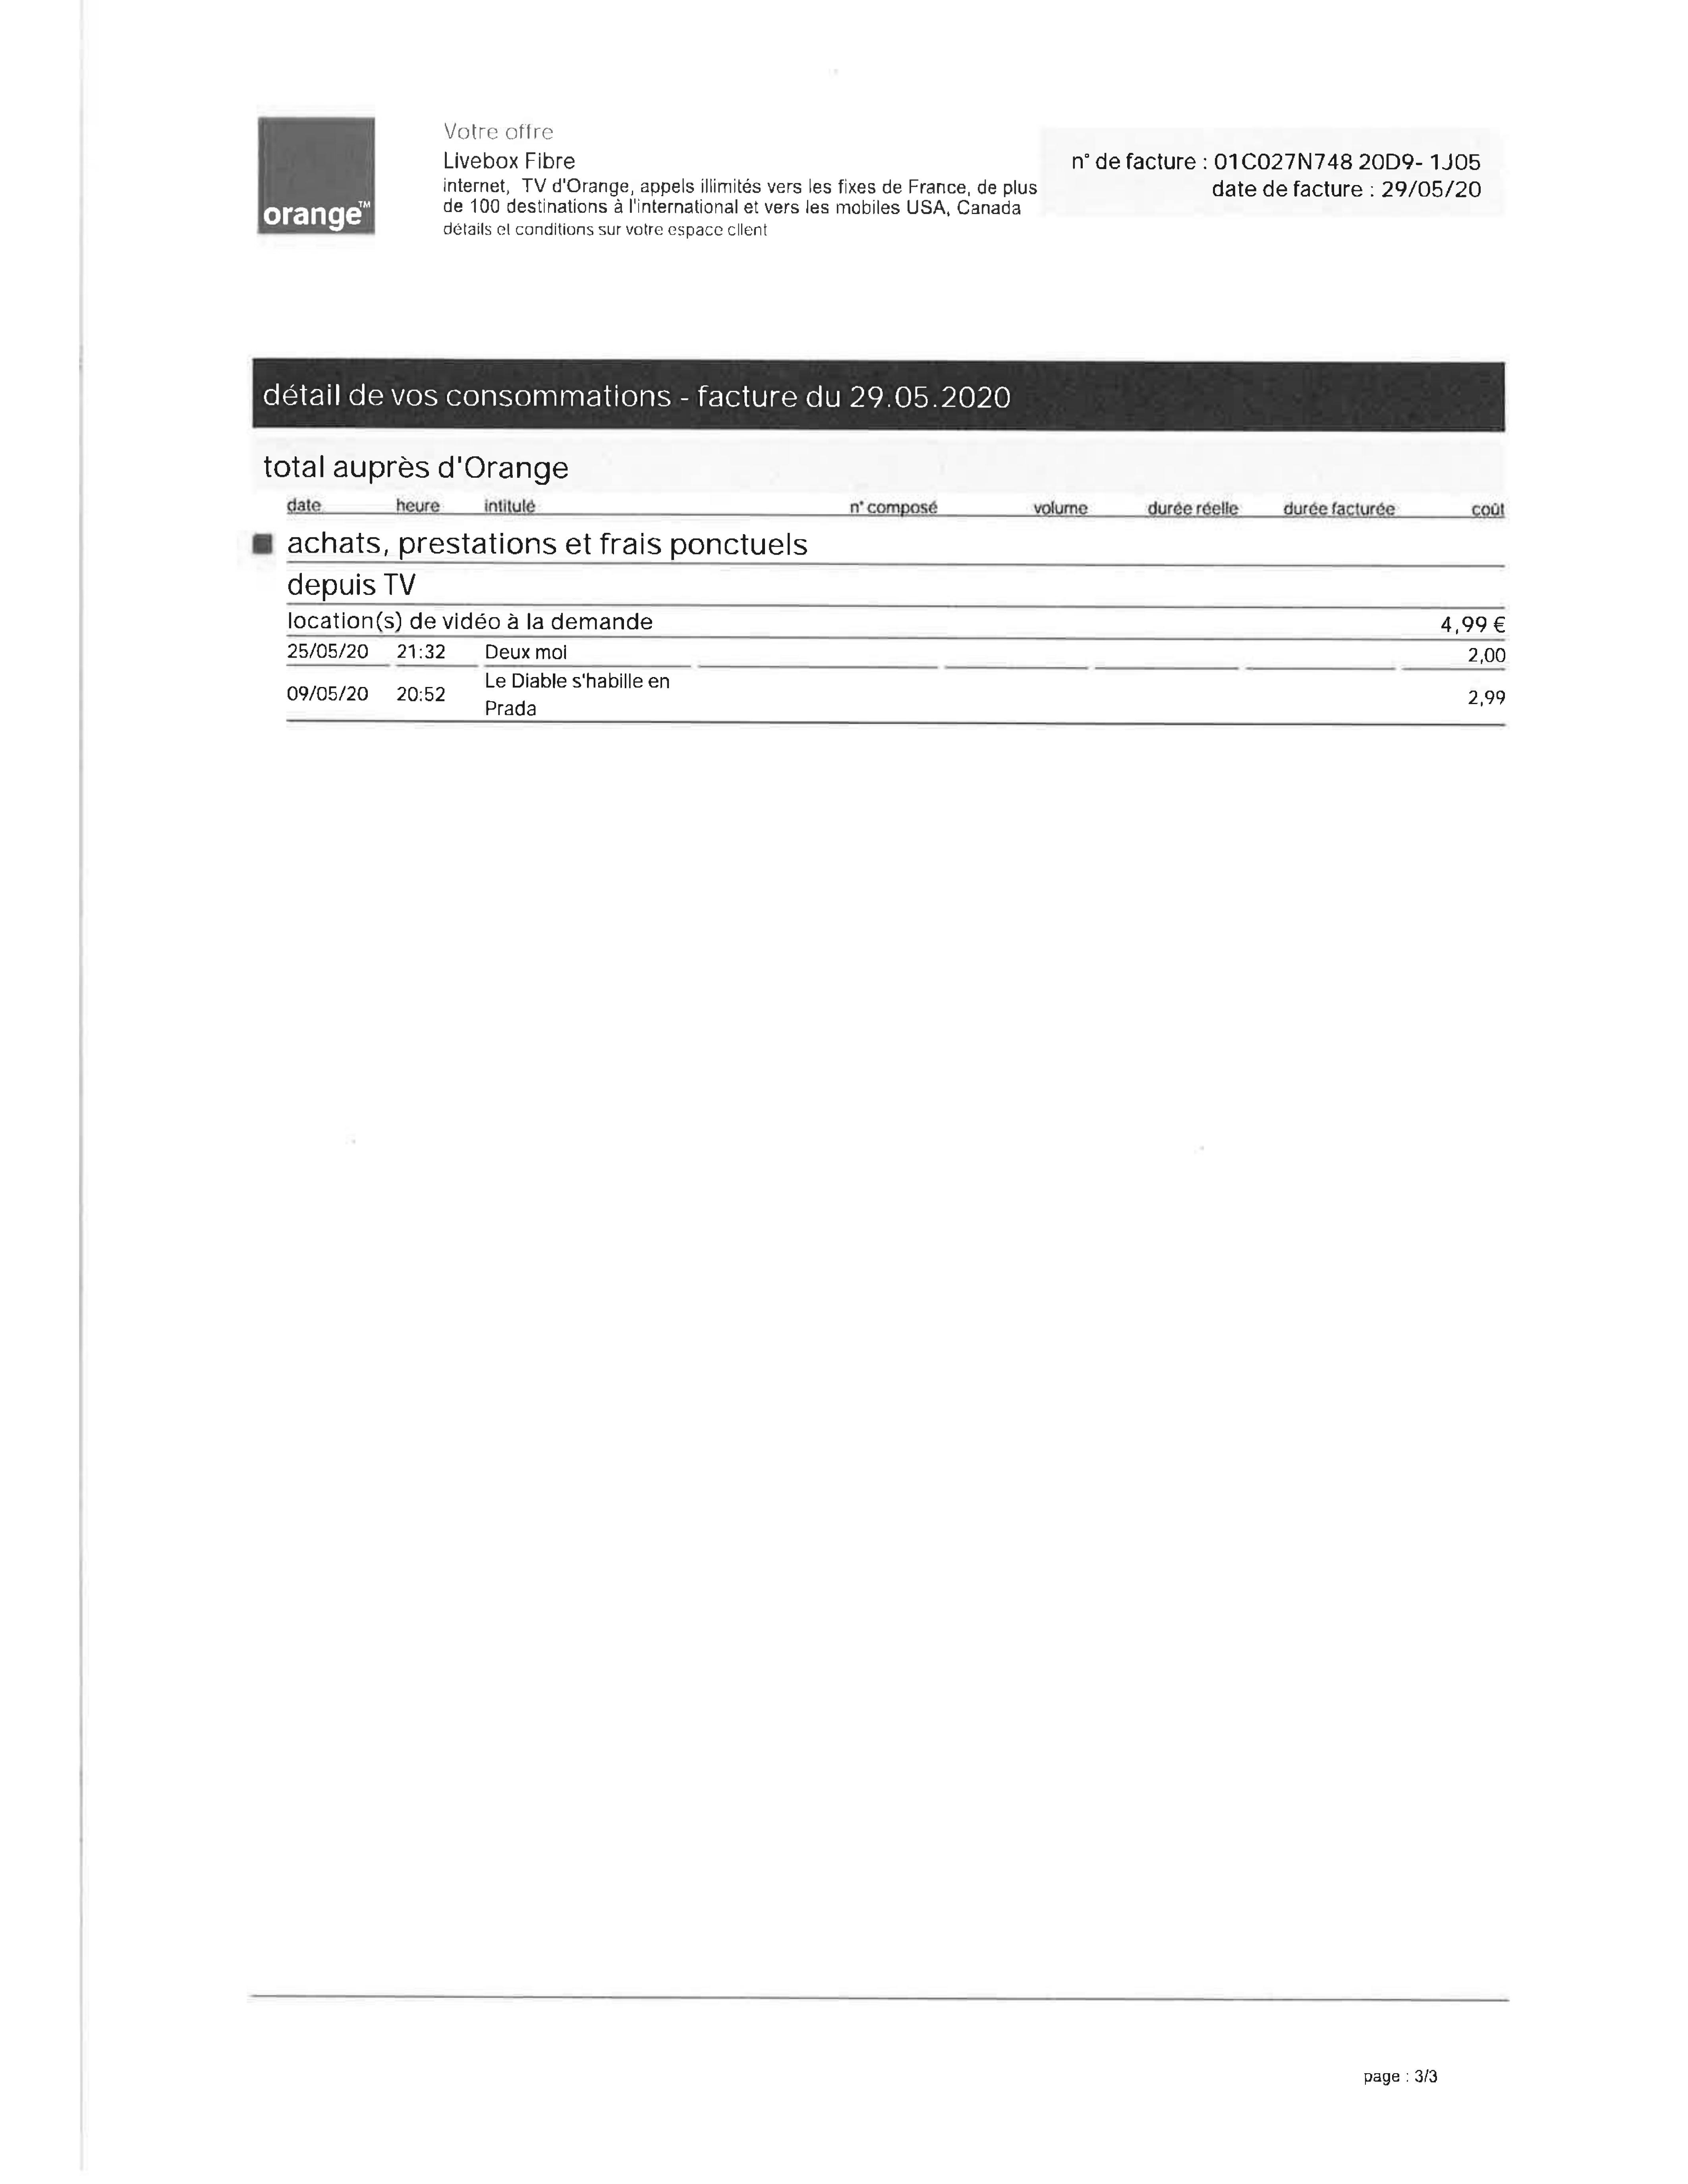 orange™
Votre offre
Livebox Fibre
internet, TV d'Orange, appels illimités vers les fixes de France, de plus
de 100 destinations à l'international et vers les mobiles USA, Canada
détails et conditions sur votre espace client
n° de facture : 01C027N748 20D9- 1J05
date de facture : 29/05/20
détail de vos consommations - facture du 29.05.2020
total auprès d'Orange
date heure intitulé n° composé volume durée réelle durée facturée coût
achats, prestations et frais ponctuels
depuis TV
location(s) de vidéo à la demande 4,99 €
25/05/20 21:32 Deux moi 2,00
09/05/20 20:52 Le Diable s'habille en
Prada 2,99
page : 3/3